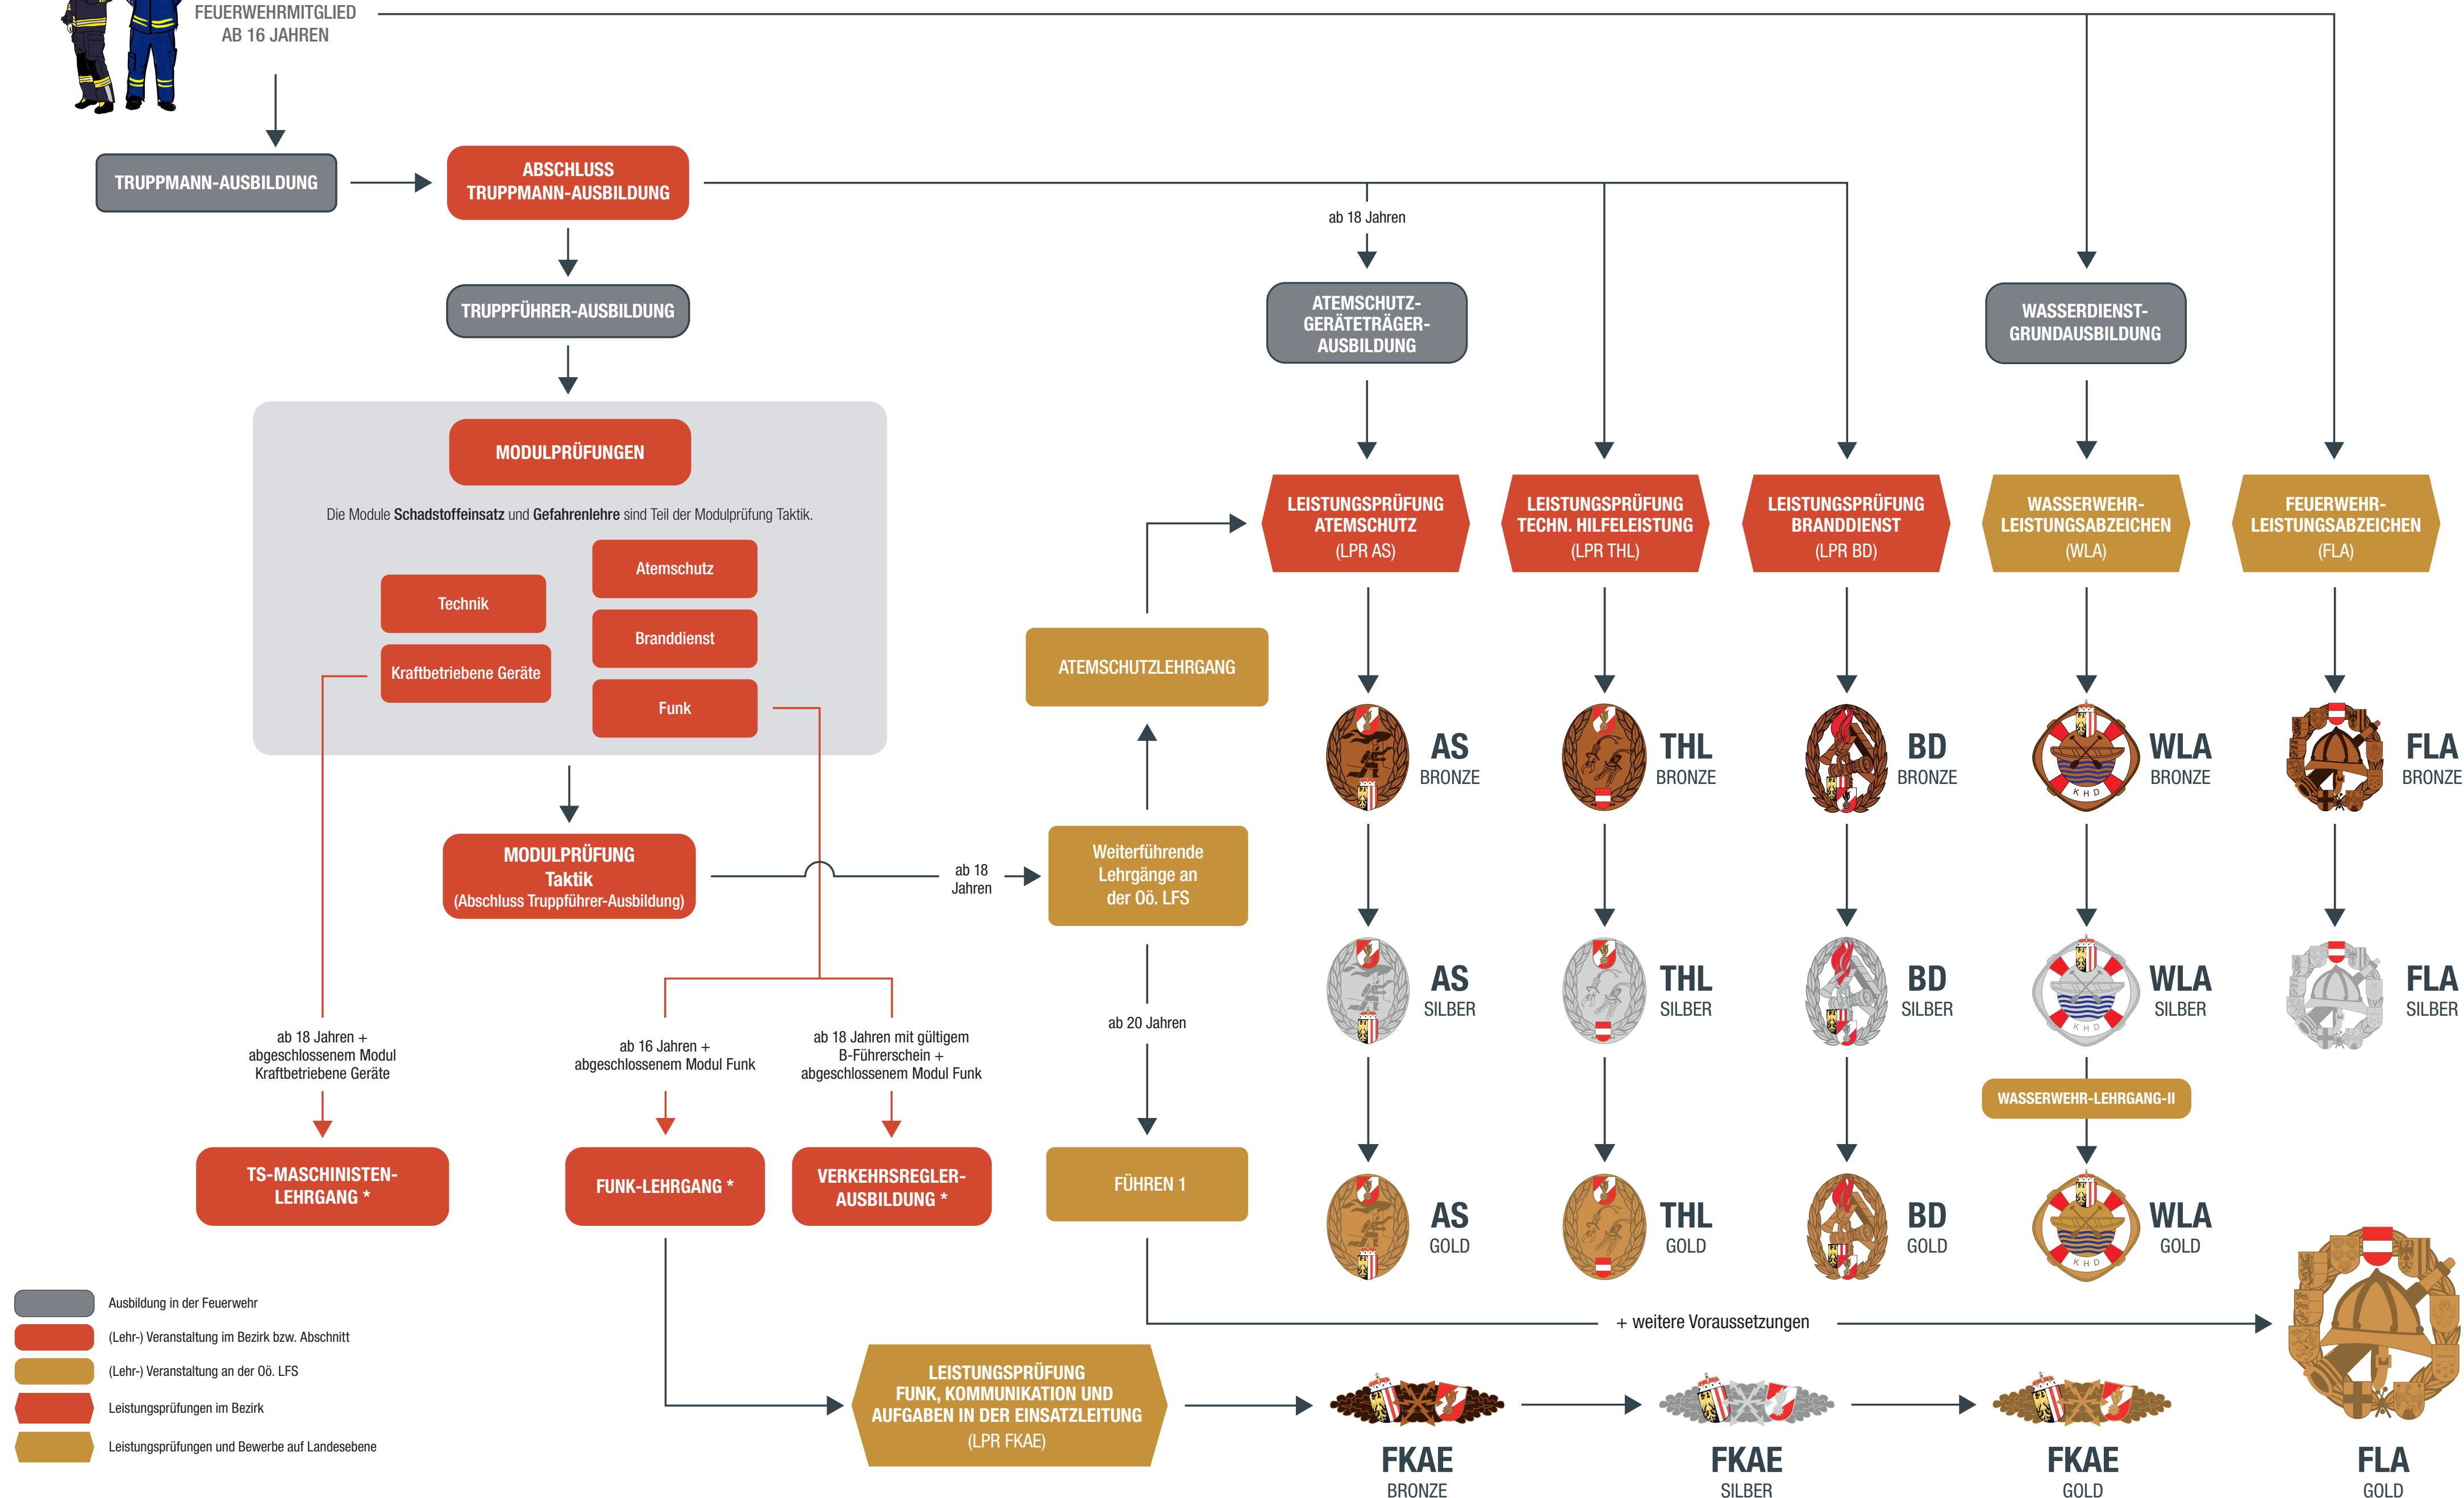 FEUERWEHRMITGLIED
AB 16 JAHREN
TRUPPMANN-AUSBILDUNG
ABSCHLUSS
TRUPPMANN-AUSBILDUNG
ab 18 Jahren
TRUPPFÜHRER-AUSBILDUNG
ATEMSCHUTZ-
GERÄTETRÄGER-
AUSBILDUNG
WASSERDIENST-
GRUNDAUSBILDUNG
MODULPRÜFUNGEN
Die Module Schadstoffeinsatz und Gefahrenlehre sind Teil der Modulprüfung Taktik.
Atemschutz
Technik
Branddienst
Kraftbetriebene Geräte
Funk
LEISTUNGSPRÜFUNG
ATEMSCHUTZ
(LPR AS)
LEISTUNGSPRÜFUNG
TECHN. HILFELEISTUNG
(LPR THL)
LEISTUNGSPRÜFUNG
BRANDDIENST
(LPR BD)
WASSERWEHR-
LEISTUNGSABZEICHEN
(WLA)
FEUERWEHR-
LEISTUNGSABZEICHEN
(FLA)
ATEMSCHUTZLEHRGANG
AS
BRONZE
THL
BRONZE
BD
BRONZE
KHD
WLA
BRONZE
FLA
BRONZE
MODULPRÜFUNG
Taktik
(Abschluss Truppführer-Ausbildung)
ab 18
Jahren
Weiterführende
Lehrgänge an
der Oö. LFS
AS
SILBER
THL
SILBER
BD
SILBER
KHD
WLA
SILBER
FLA
SILBER
ab 18 Jahren +
abgeschlossenem Modul
Kraftbetriebene Geräte
ab 16 Jahren +
abgeschlossenem Modul Funk
ab 18 Jahren mit gültigem
B-Führerschein +
abgeschlossenem Modul Funk
ab 20 Jahren
WASSERWEHR-LEHRGANG-II
TS-MASCHINISTEN-
LEHRGANG *
FUNK-LEHRGANG *
VERKEHRSREGLER-
AUSBILDUNG *
FÜHREN 1
AS
GOLD
THL
GOLD
BD
GOLD
KHD
WLA
GOLD
+ weitere Voraussetzungen
Ausbildung in der Feuerwehr
(Lehr-) Veranstaltung im Bezirk bzw. Abschnitt
(Lehr-) Veranstaltung an der Oö. LFS
Leistungsprüfungen im Bezirk
Leistungsprüfungen und Bewerbe auf Landesebene
LEISTUNGSPRÜFUNG
FUNK, KOMMUNIKATION UND
AUFGABEN IN DER EINSATZLEITUNG
(LPR FKAE)
FKAE
BRONZE
FKAE
SILBER
FKAE
GOLD
FLA
GOLD